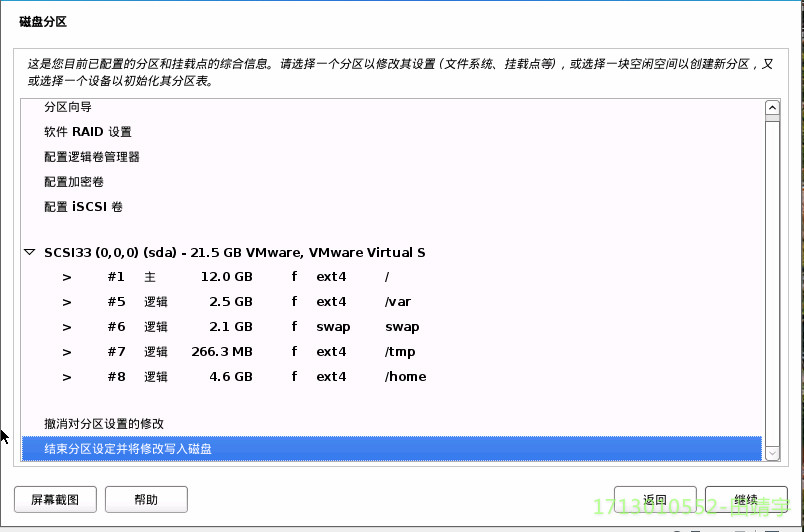 磁盘分区
这是您目前已配置的分区和挂载点的综合信息。请选择一个分区以修改其设置 (文件系统、挂载点等) , 或选择一块空闲空间以创建新分区 , 又
或选择一个设备以初始化其分区表。
分区向导
软件 RAID 设置
配置逻辑卷管理器
配置加密卷
配置 iSCSI 卷
SCSI33 (0,0,0) (sda) - 21.5 GB VMware, VMware Virtual S
> #1 主 12.0 GB f ext4 /
> #5 逻辑 2.5 GB f ext4 /var
> #6 逻辑 2.1 GB f swap swap
> #7 逻辑 266.3 MB f ext4 /tmp
> #8 逻辑 4.6 GB f ext4 /home
撤消对分区设置的修改
结束分区设定并将修改写入磁盘
屏幕截图 帮助 返回 继续